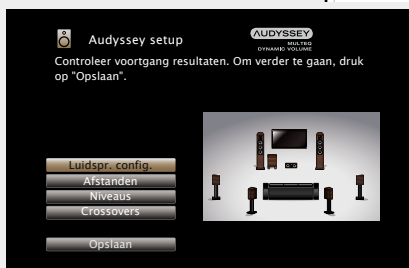 Audyssey setup
AUDYSSEY
MULTEQ
DYNAMIC VOLUME
Controleer voortgang resultaten. Om verder te gaan, druk
op "Opslaan".
Luidspr. config.
Afstanden
Niveaus
Crossovers
Opslaan